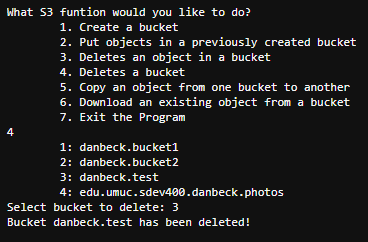 What S3 funtion would you like to do?
1. Create a bucket
2. Put objects in a previously created bucket
3. Deletes an object in a bucket
4. Deletes a bucket
5. Copy an object from one bucket to another
6. Download an existing object from a bucket
7. Exit the Program
4
1: danbeck.bucket1
2: danbeck.bucket2
3: danbeck.test
4: edu.umuc.sdev400.danbeck.photos
Select bucket to delete: 3
Bucket danbeck.test has been deleted!